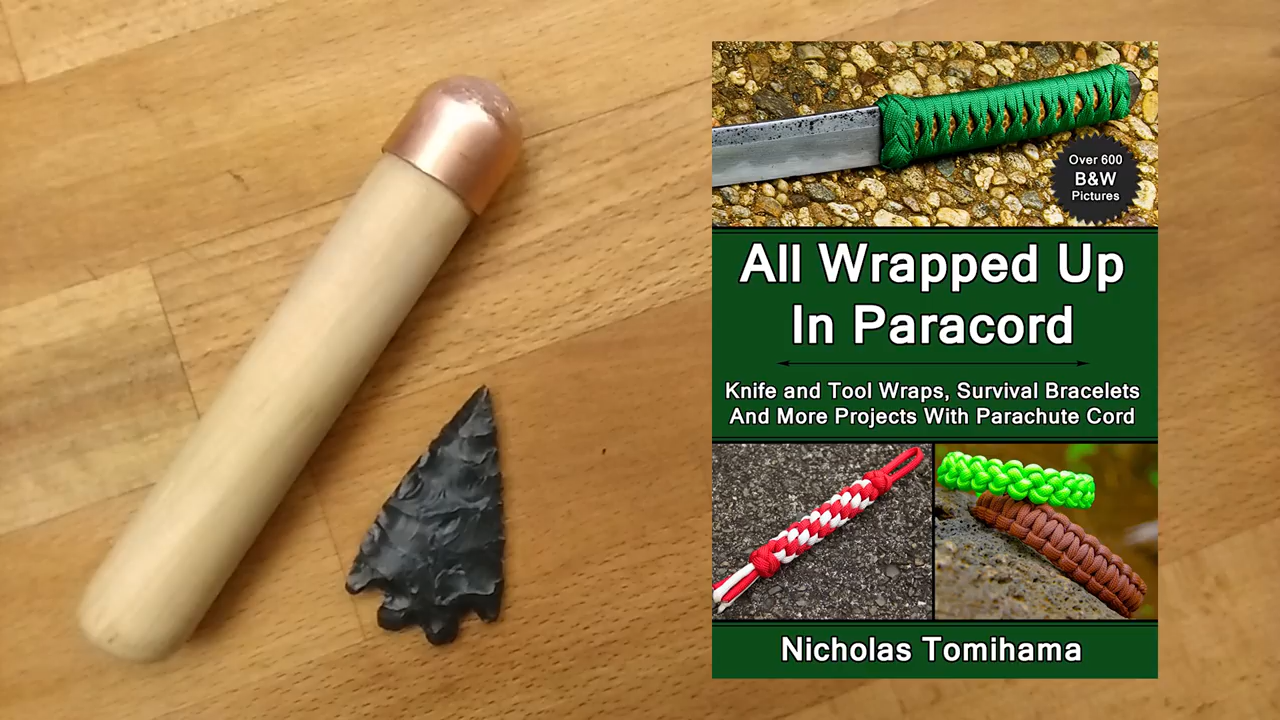 Over 600
B&W
Pictures
All Wrapped Up
In Paracord
Knife and Tool Wraps, Survival Bracelets
And More Projects With Parachute Cord
Nicholas Tomihama